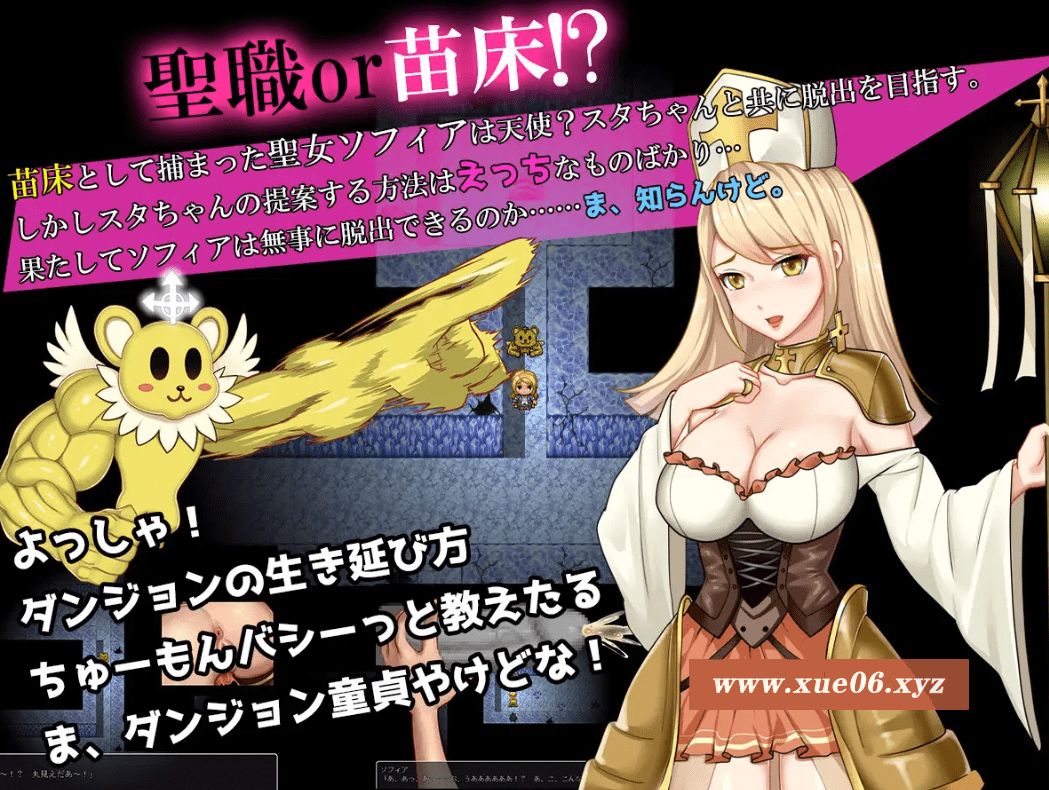 聖職or苗床!?
苗床として捕まった聖女ソフィアは天使？スタちゃんと共に脱出を目指す。
しかしスタちゃんの提案する方法はえっちなものばかり…
果たしてソフィアは無事に脱出できるのか……ま、知らんけど。
よっしゃ！
ダンジョンの生き延び方
ちゅーもんバシーっと教えたる
ま、ダンジョン童貞やけどな！
www.xue06.xyz
～！？　丸見えだあ～！」
ソフィア